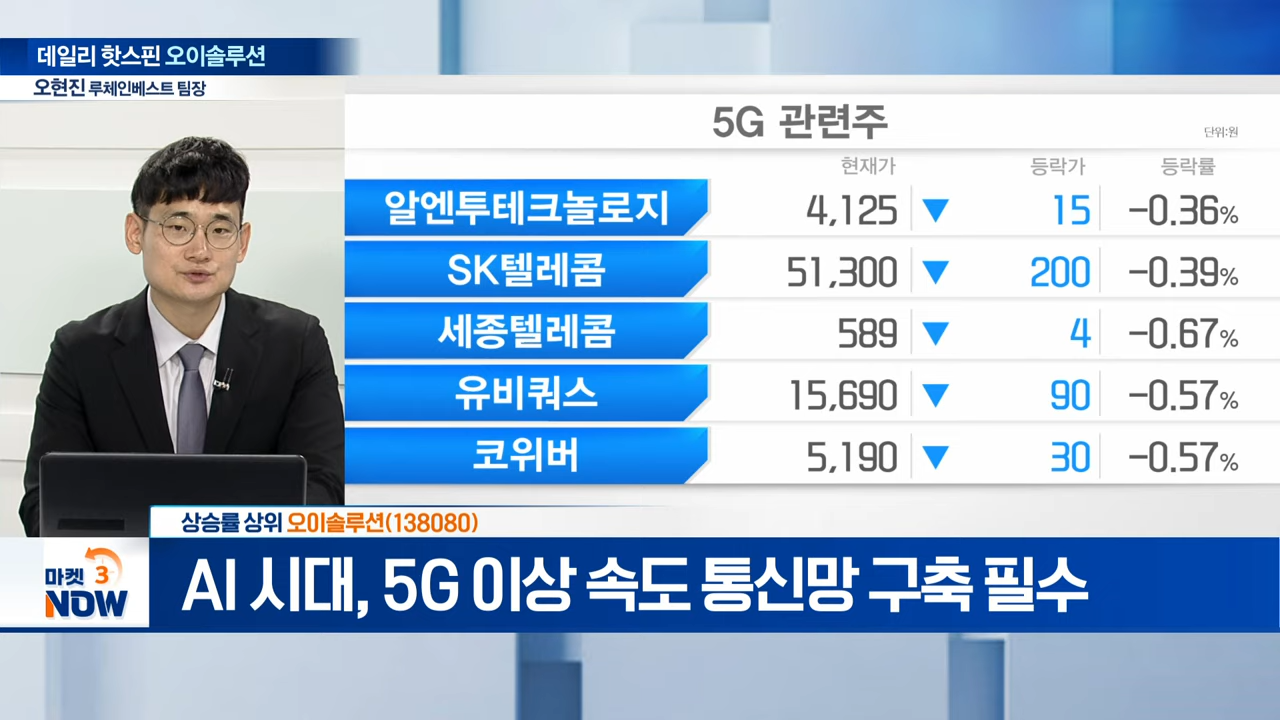 데일리 핫스핀 오이솔루션
오현진 루체인베스트 팀장
5G 관련주
단위:원
현재가 등락가 등락률
알엔투테크놀로지 4,125 ▼ 15 -0.36%
SK텔레콤 51,300 ▼ 200 -0.39%
세종텔레콤 589 ▼ 4 -0.67%
유비쿼스 15,690 ▼ 90 -0.57%
코위버 5,190 ▼ 30 -0.57%
상승률 상위 오이솔루션(138080)
마켓 3
NOW
AI 시대, 5G 이상 속도 통신망 구축 필수